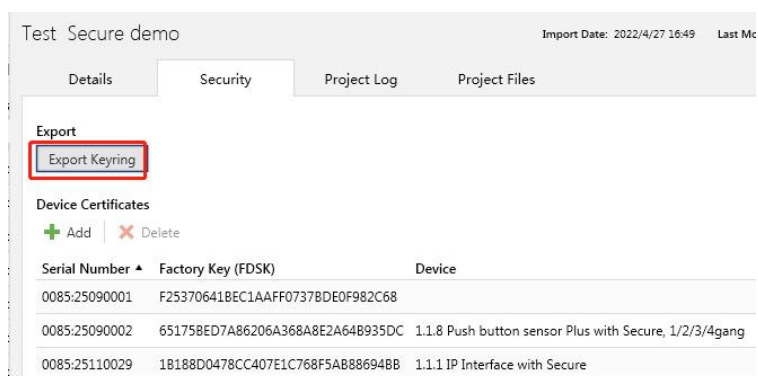 Test Secure demo Import Date: 2022/4/27 16:49 Last Mo
Details Security Project Log Project Files
Export
Export Keyring
Device Certificates
Add Delete
Serial Number Factory Key (FDSK) Device
0085:25090001 F25370641BEC1AAFF0737BDE0F982C68
0085:25090002 65175BED7A86206A368A8E2A64B935DC 1.1.8 Push button sensor Plus with Secure, 1/2/3/4gang
0085:25110029 1B188D0478CC407E1C768F5AB88694BB 1.1.1 IP Interface with Secure